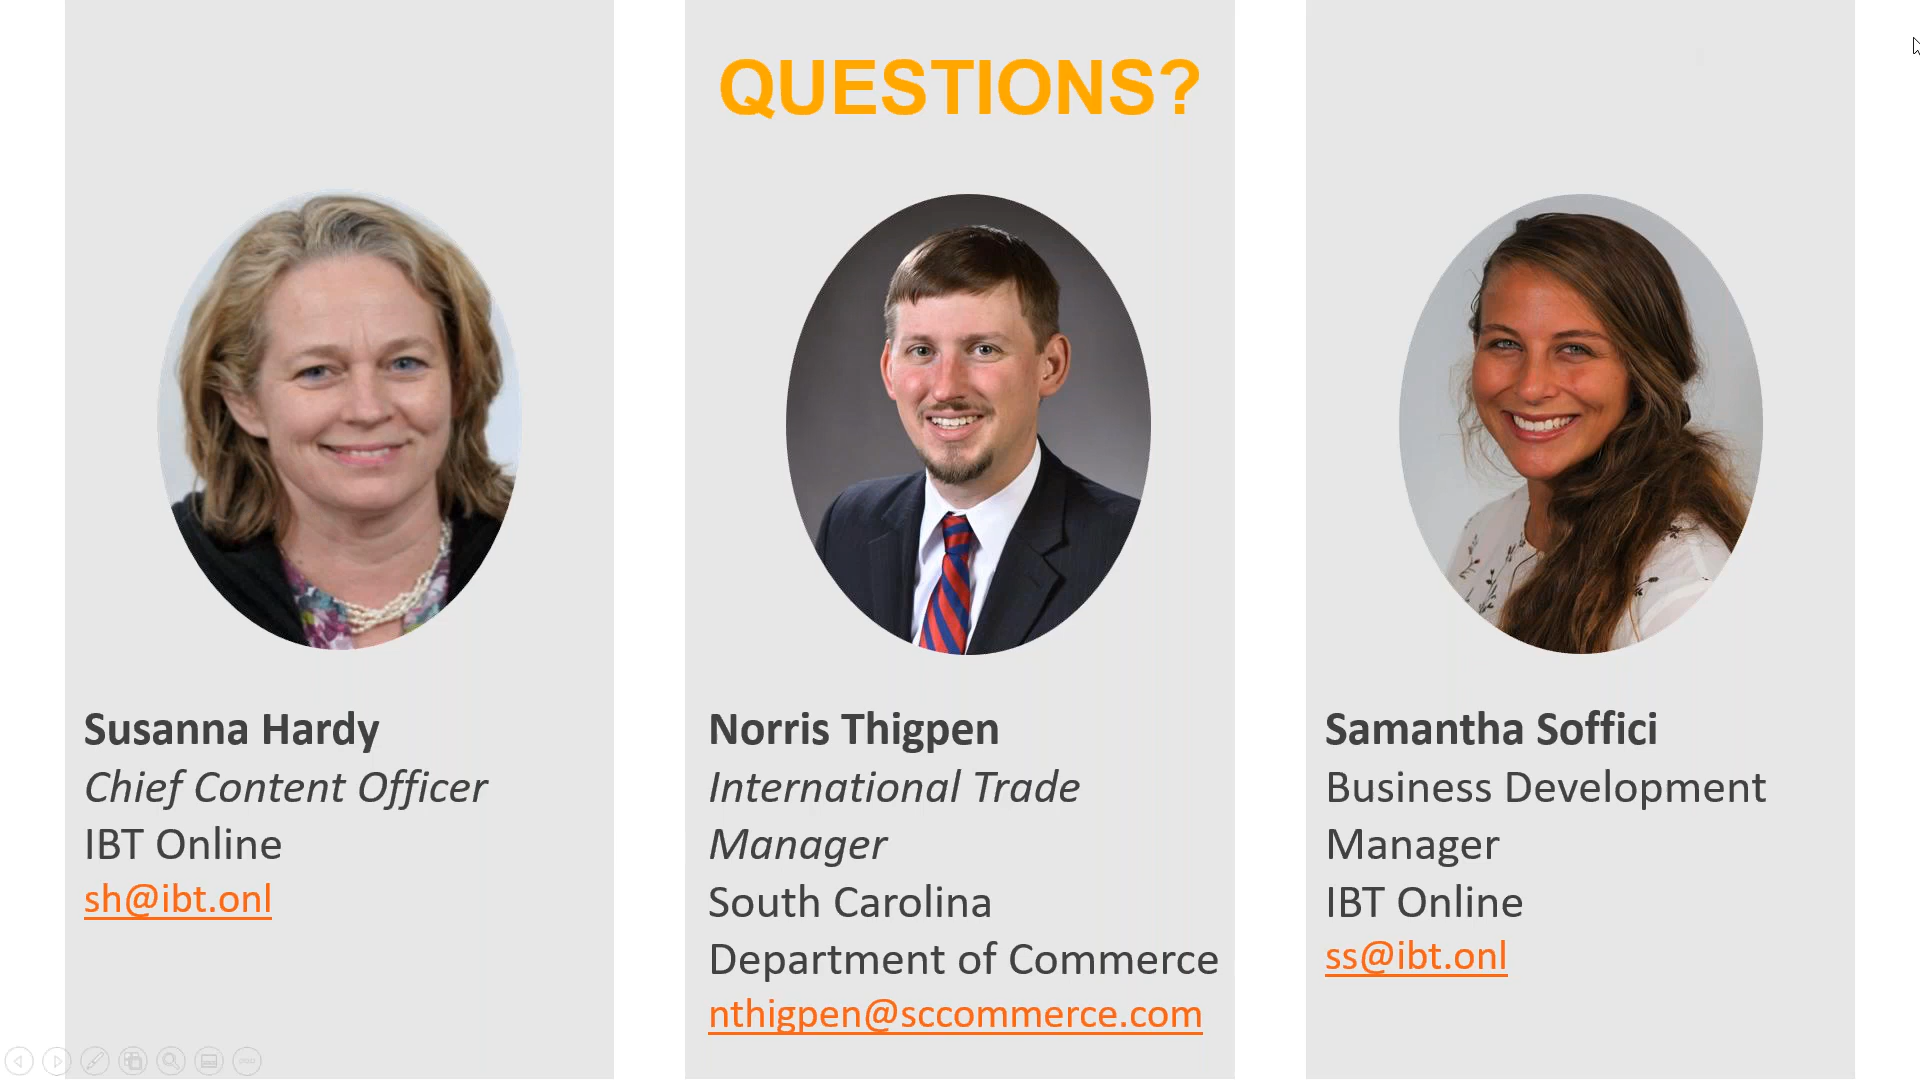 QUESTIONS?
Susanna Hardy
Chief Content Officer
IBT Online
sh@ibt.onl
Norris Thigpen
International Trade
Manager
South Carolina
Department of Commerce
nthigpen@sccommerce.com
Samantha Soffici
Business Development
Manager
IBT Online
ss@ibt.onl